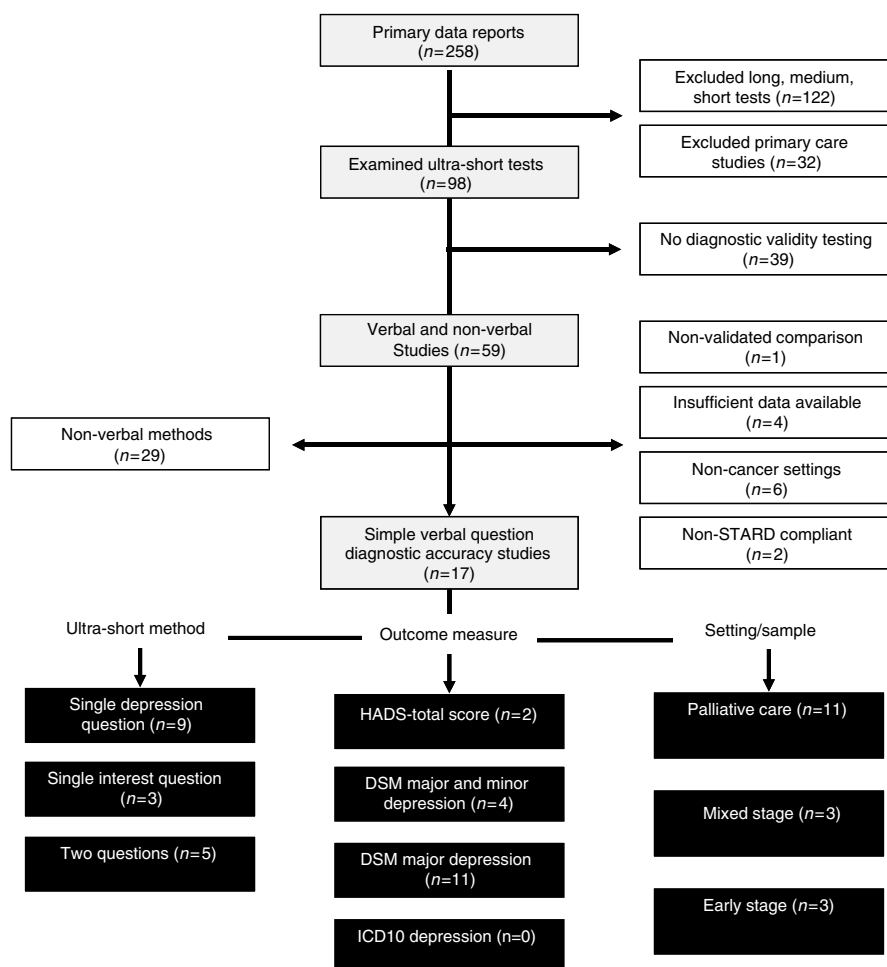 Primary data reports
(n=258)
Excluded long, medium,
short tests (n=122)
Excluded primary care
studies (n=32)
Examined ultra-short tests
(n=98)
No diagnostic validity testing
(n=39)
Verbal and non-verbal
Studies (n=59)
Non-validated comparison
(n=1)
Insufficient data available
(n=4)
Non-verbal methods
(n=29)
Non-cancer settings
(n=6)
Non-STARD compliant
(n=2)
Simple verbal question
diagnostic accuracy studies
(n=17)
Ultra-short method
Outcome measure
Setting/sample
Single depression
question (n=9)
Single interest question
(n=3)
Two questions (n=5)
HADS-total score (n=2)
DSM major and minor
depression (n=4)
DSM major depression
(n=11)
ICD10 depression (n=0)
Palliative care (n=11)
Mixed stage (n=3)
Early stage (n=3)